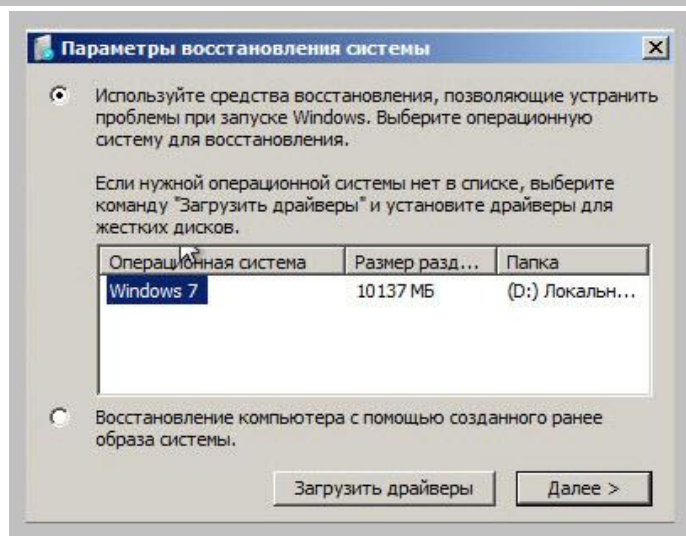 Параметры восстановления системы
Используйте средства восстановления, позволяющие устранить
проблемы при запуске Windows. Выберите операционную
систему для восстановления.
Если нужной операционной системы нет в списке, выберите
команду "Загрузить драйверы" и установите драйверы для
жестких дисков.
Операционная система Размер разд... Папка
Windows 7 10137 МБ (D:) Локальн...
Восстановление компьютера с помощью созданного ранее
образа системы.
Загрузить драйверы Далее >